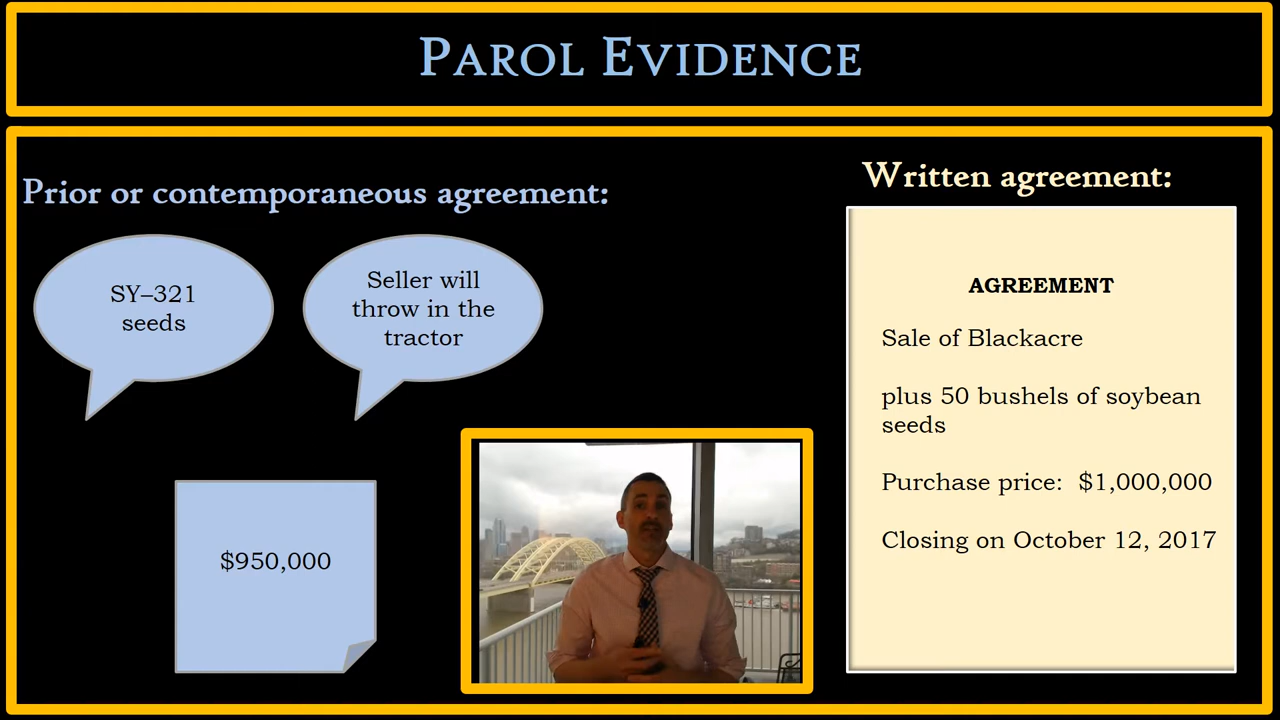 PAROL EVIDENCE
Prior or contemporaneous agreement:
SY–321
seeds
Seller will
throw in the
tractor
$950,000
Written agreement:
AGREEMENT
Sale of Blackacre
plus 50 bushels of soybean
seeds
Purchase price: $1,000,000
Closing on October 12, 2017